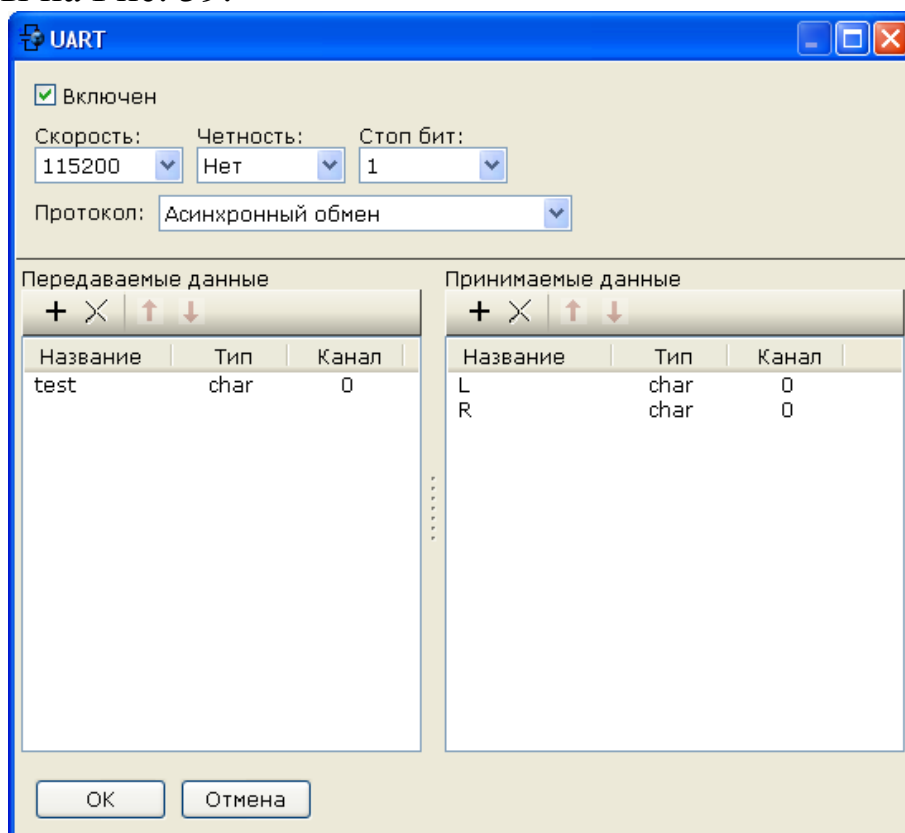 UART
Включен
Скорость: Четность: Стоп бит:
115200 Нет 1
Протокол: Асинхронный обмен
Передаваемые данные
Название Тип Канал
test char 0
Принимаемые данные
Название Тип Канал
L char 0
R char 0
OK Отмена